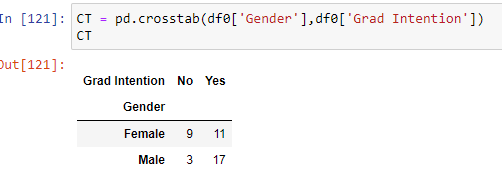 In [121]: CT = pd.crosstab(df0['Gender'],df0['Grad Intention'])
CT
Out[121]:
Grad Intention No Yes
Gender
Female 9 11
Male 3 17